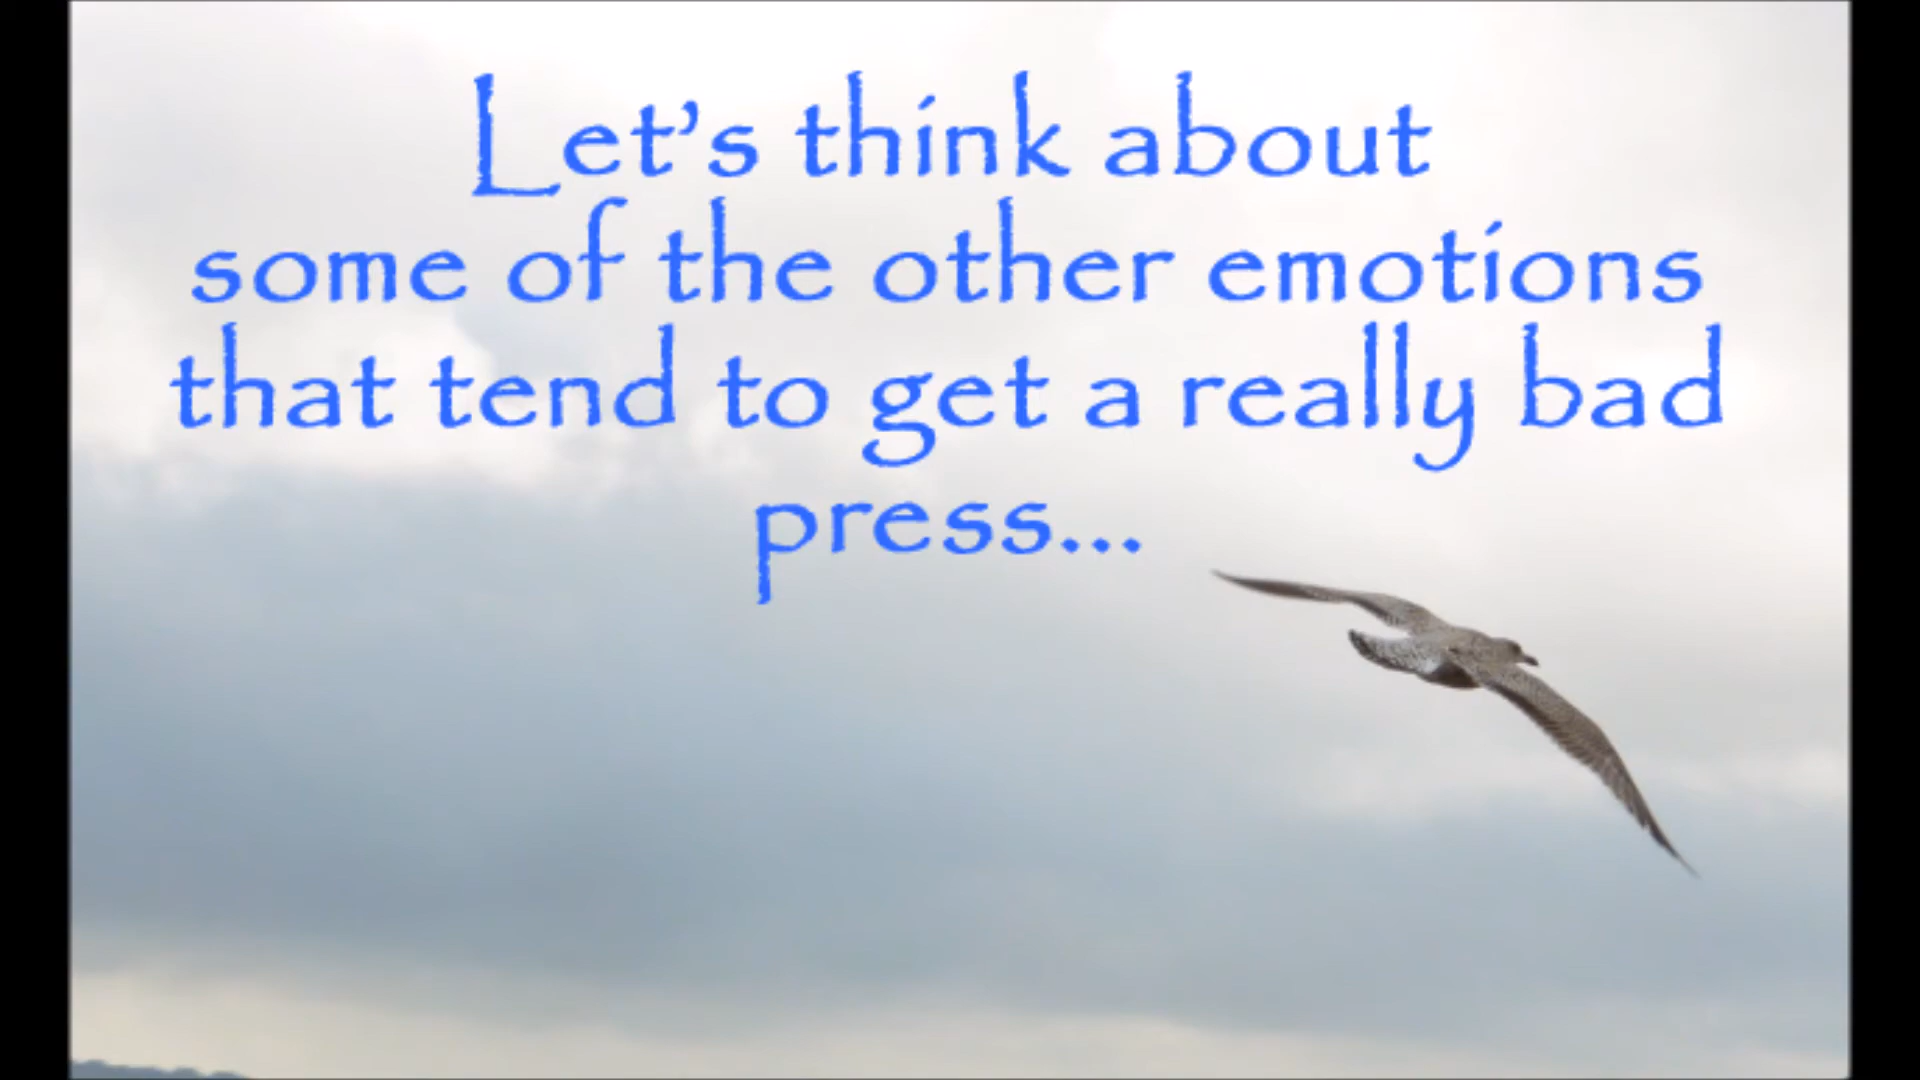 Let's think about
some of the other emotions
that tend to get a really bad
press...